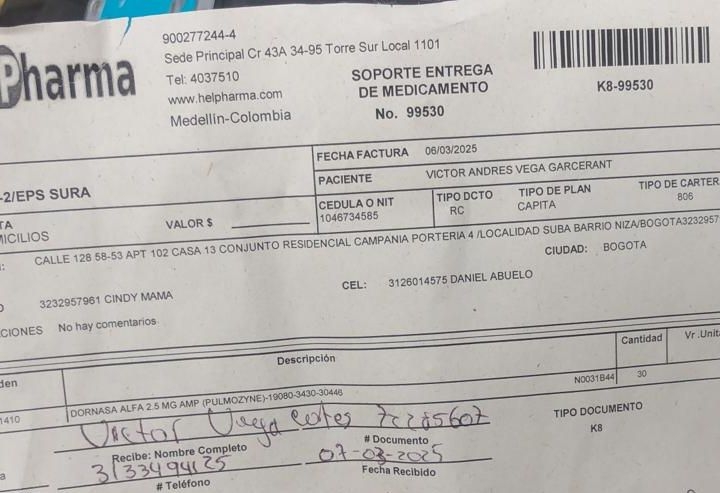 Pharma
900277244-4
Sede Principal Cr 43A 34-95 Torre Sur Local 1101
Tel: 4037510
www.helpharma.com
Medellin-Colombia
SOPORTE ENTREGA
DE MEDICAMENTO
No. 99530
K8-99530
-2/EPS SURA
FECHA FACTURA 06/03/2025
PACIENTE VICTOR ANDRES VEGA GARCERANT
CEDULA O NIT TIPO DCTO TIPO DE PLAN TIPO DE CARTER
1046734585 RC CAPITA 806
TA VALOR $
MICILIOS
CALLE 128 58-53 APT 102 CASA 13 CONJUNTO RESIDENCIAL CAMPANIA PORTERIA 4 /LOCALIDAD SUBA BARRIO NIZA/BOGOTA3232957
CIUDAD: BOGOTA
3232957961 CINDY MAMA CEL: 3126014575 DANIEL ABUELO
CIONES No hay comentarios
den Descripción Cantidad Vr.Unita
1410 DORNASA ALFA 2.5 MG AMP (PULMOZYNE)-19080-3430-30446 N0031B44 30
Victor Vega Cortes 72285607
Recibe: Nombre Completo # Documento
TIPO DOCUMENTO
K8
3133494125 07-03-2025
# Teléfono Fecha Recibido